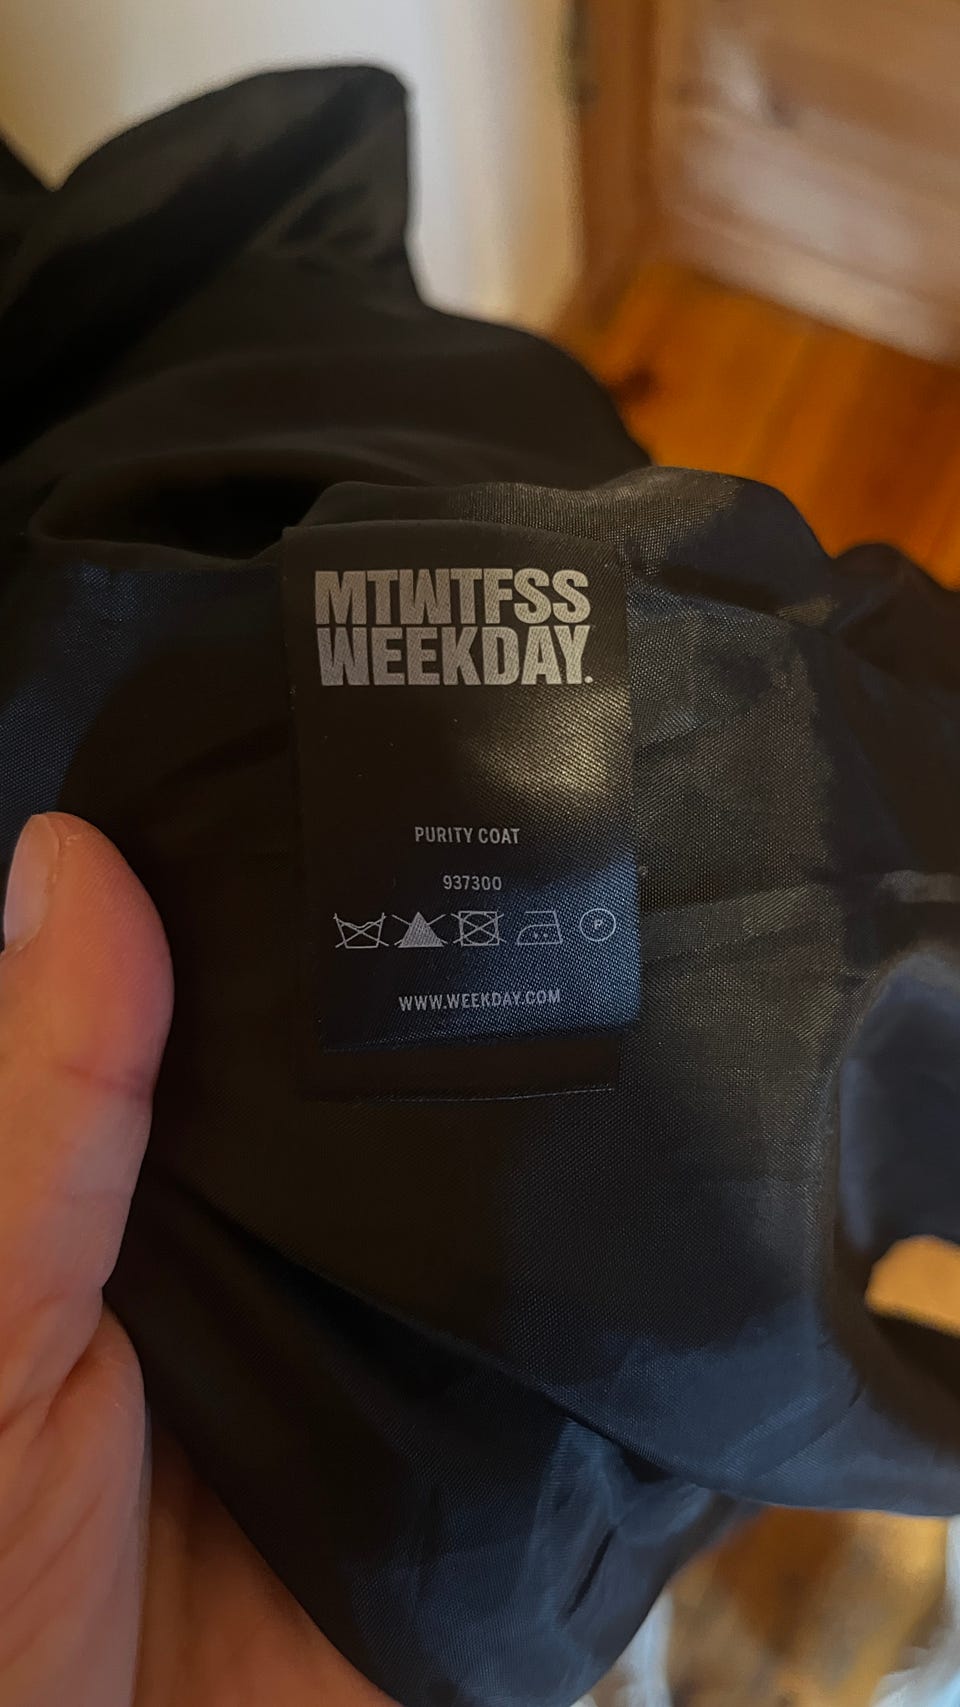 MTWTFSS
WEEKDAY.
PURITY COAT
937300
P
WWW.WEEKDAY.COM